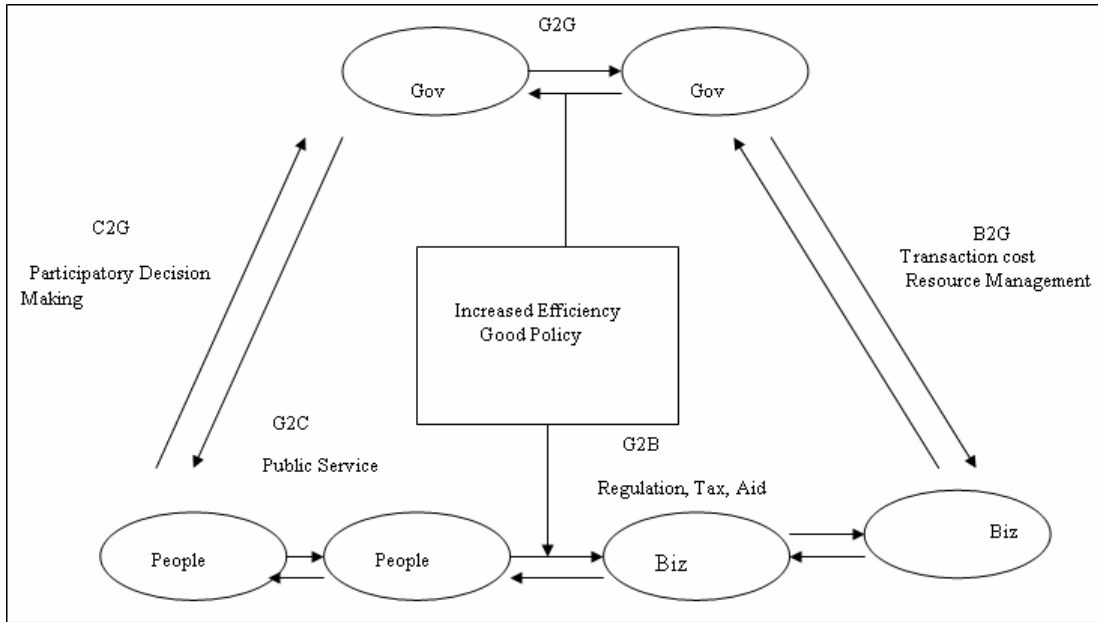 G2G
Gov
Gov
C2G
Participatory Decision
Making
B2G
Transaction cost
Resource Management
Increased Efficiency
Good Policy
G2C
Public Service
G2B
Regulation, Tax, Aid
People
People
Biz
Biz